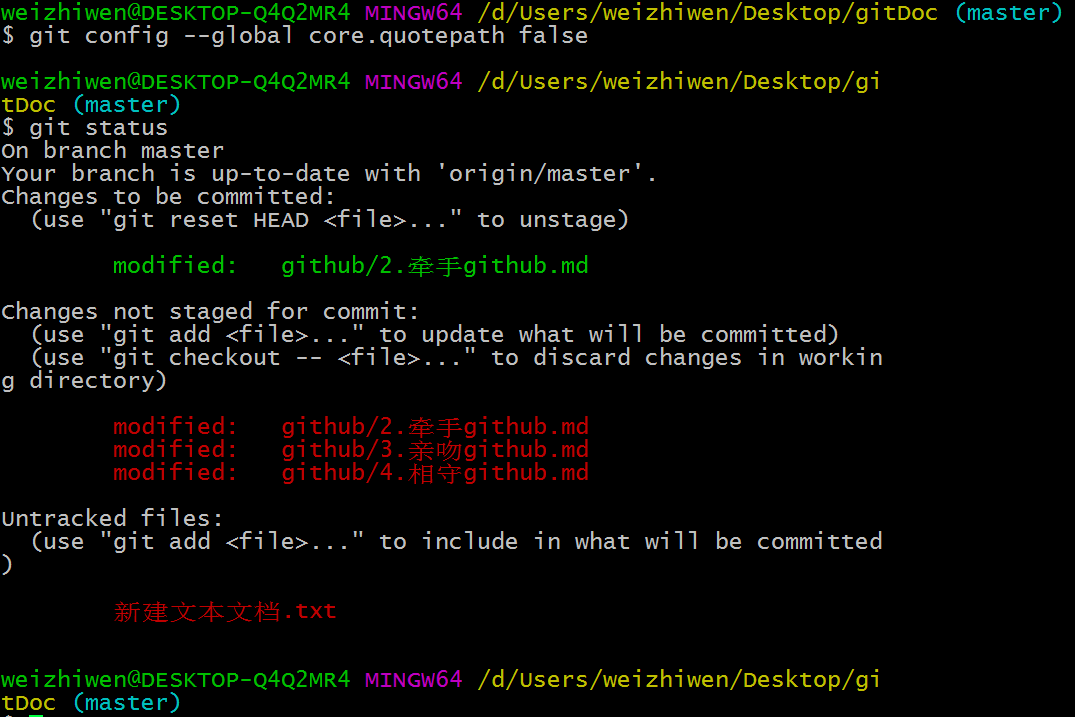 weizhiwen@DESKTOP-Q4Q2MR4 MINGW64 /d/Users/weizhiwen/Desktop/gitDoc (master)
$ git config --global core.quotepath false
weizhiwen@DESKTOP-Q4Q2MR4 MINGW64 /d/Users/weizhiwen/Desktop/gi
tDoc (master)
$ git status
On branch master
Your branch is up-to-date with 'origin/master'.
Changes to be committed:
  (use "git reset HEAD <file>..." to unstage)
        modified:   github/2.牵手github.md
Changes not staged for commit:
  (use "git add <file>..." to update what will be committed)
  (use "git checkout -- <file>..." to discard changes in workin
g directory)
        modified:   github/2.牵手github.md
        modified:   github/3.亲吻github.md
        modified:   github/4.相守github.md
Untracked files:
  (use "git add <file>..." to include in what will be committed
)
        新建文本文档.txt
weizhiwen@DESKTOP-Q4Q2MR4 MINGW64 /d/Users/weizhiwen/Desktop/gi
tDoc (master)